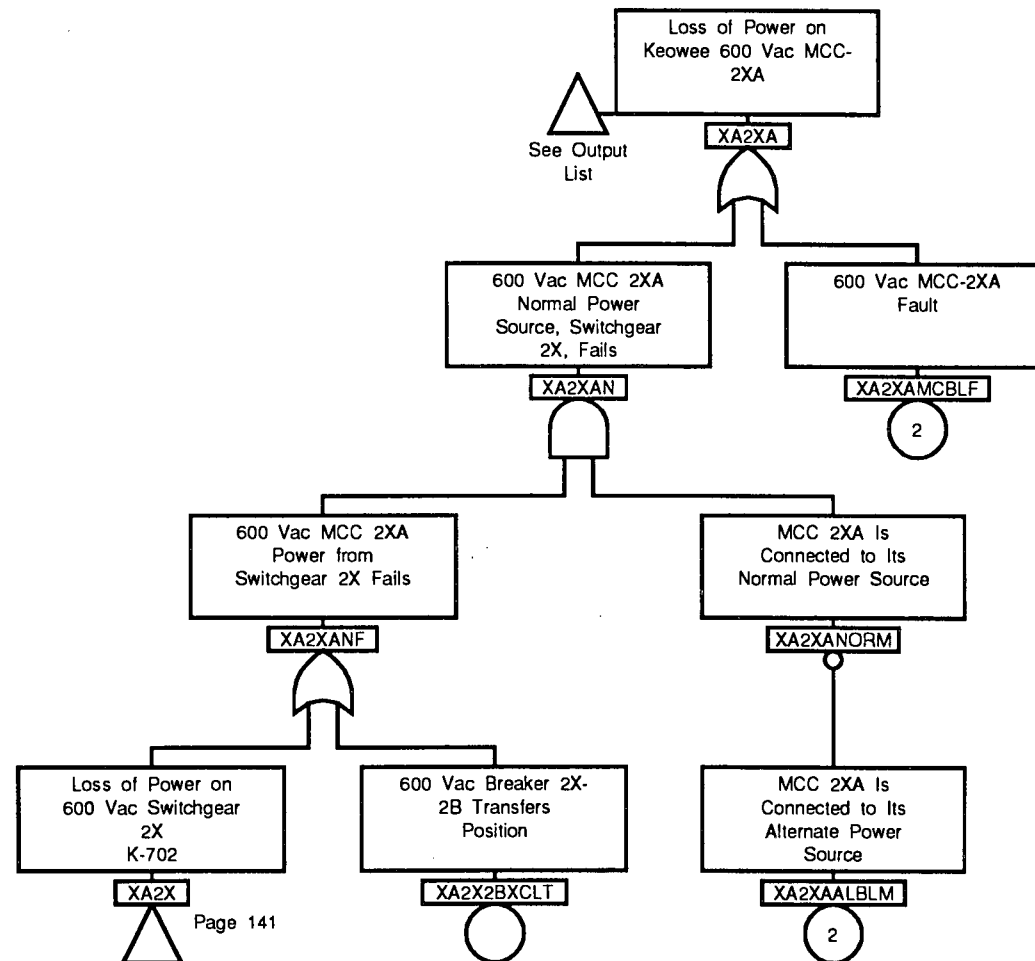 Loss of Power on
Keowee 600 Vac MCC-
2XA
See Output
List
XA2XA
600 Vac MCC 2XA
Normal Power
Source, Switchgear
2X, Fails
XA2XAN
600 Vac MCC-2XA
Fault
XA2XAMCBLF
2
600 Vac MCC 2XA
Power from
Switchgear 2X Fails
XA2XANF
MCC 2XA Is
Connected to Its
Normal Power Source
XA2XANORM
Loss of Power on
600 Vac Switchgear
2X
K-702
XA2X
Page 141
600 Vac Breaker 2X-
2B Transfers
Position
XA2X2BXCLT
MCC 2XA Is
Connected to Its
Alternate Power
Source
XA2XAALBLM
2